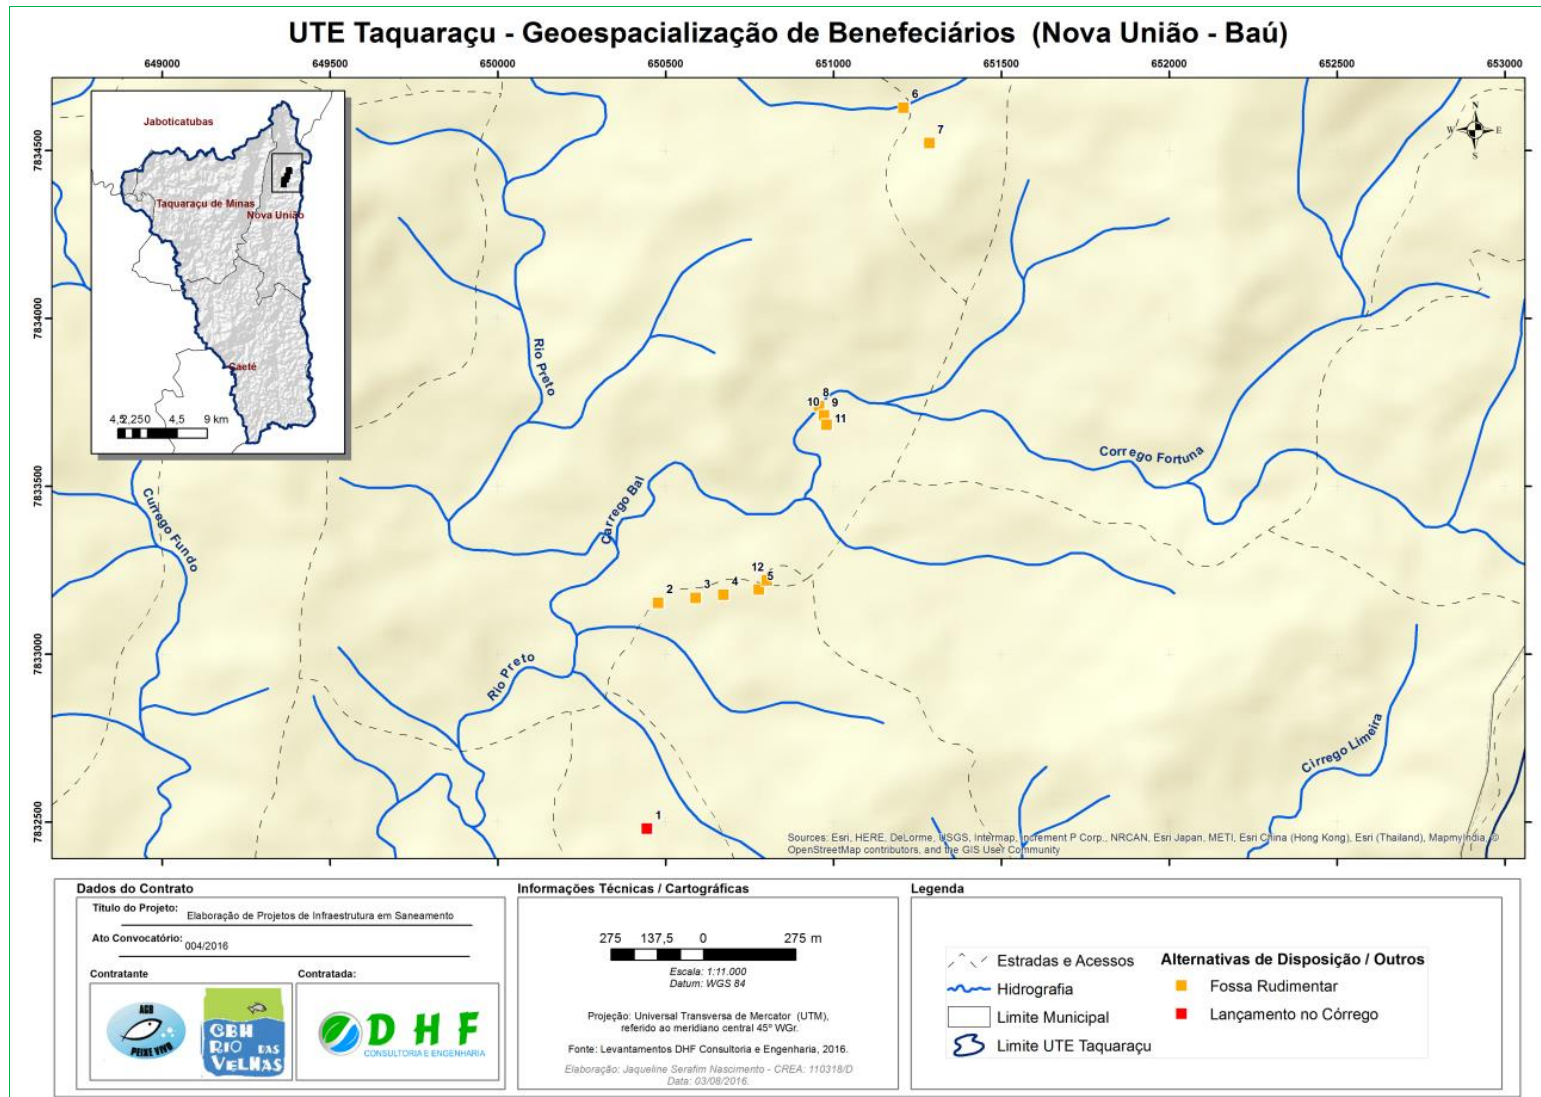 UTE Taquaraçu - Geoespacialização de Benefeciários (Nova União - Baú)
649000 649500 650000 650500 651000 651500 652000 652500 653000
7834500
7834000
7833500
7833000
7832500
Jaboticatubas
Taquaraçu de Minas
Nova União
Caeté
4,5 2,25 0 4,5 9 km
N
W E
S
6
7
Rio Preto
8
10 9
11
Corrego Fortuna
Carrego Bal
Currego Fundo
12
2 3 4 5
Rio Preto
Cirrego Limeira
1
Sources: Esri, HERE, DeLorme, USGS, Intermap, increment P Corp., NRCAN, Esri Japan, METI, Esri China (Hong Kong), Esri (Thailand), MapmyIndia, ©
OpenStreetMap contributors, and the GIS User Community
Dados do Contrato
Titulo do Projeto: Elaboração de Projetos de Infraestrutura em Saneamento
Ato Convocatório: 004/2016
Contratante Contratada:
AGB
PEIXE VIVO
CBH
RIO DAS
VELHAS
DHF
CONSULTORIA E ENGENHARIA
Informações Técnicas / Cartográficas
275 137,5 0 275 m
Escala: 1:11.000
Datum: WGS 84
Projeção: Universal Transversa de Mercator (UTM),
referido ao meridiano central 45º WGr.
Fonte: Levantamentos DHF Consultoria e Engenharia, 2016.
Elaboração: Jaqueline Serafim Nascimento - CREA: 110318/D
Data: 03/08/2016.
Legenda
Estradas e Acessos
Hidrografia
Limite Municipal
Limite UTE Taquaraçu
Alternativas de Disposição / Outros
Fossa Rudimentar
Lançamento no Córrego